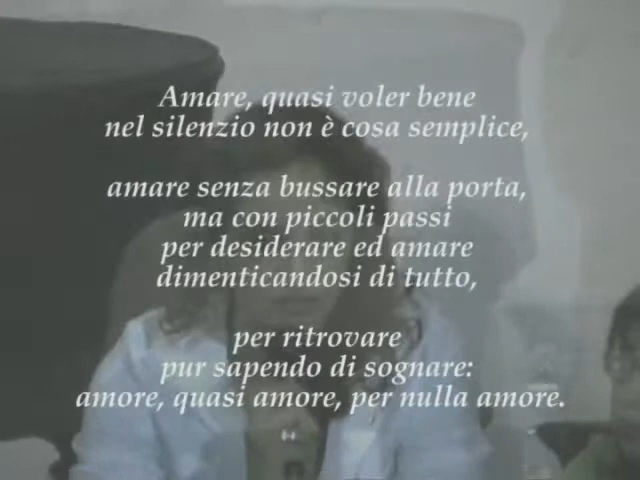 Amare, quasi voler bene
nel silenzio non è cosa semplice,
amare senza bussare alla porta,
ma con piccoli passi
per desiderare ed amare
dimenticandosi di tutto,
per ritrovare
pur sapendo di sognare:
amore, quasi amore, per nulla amore.